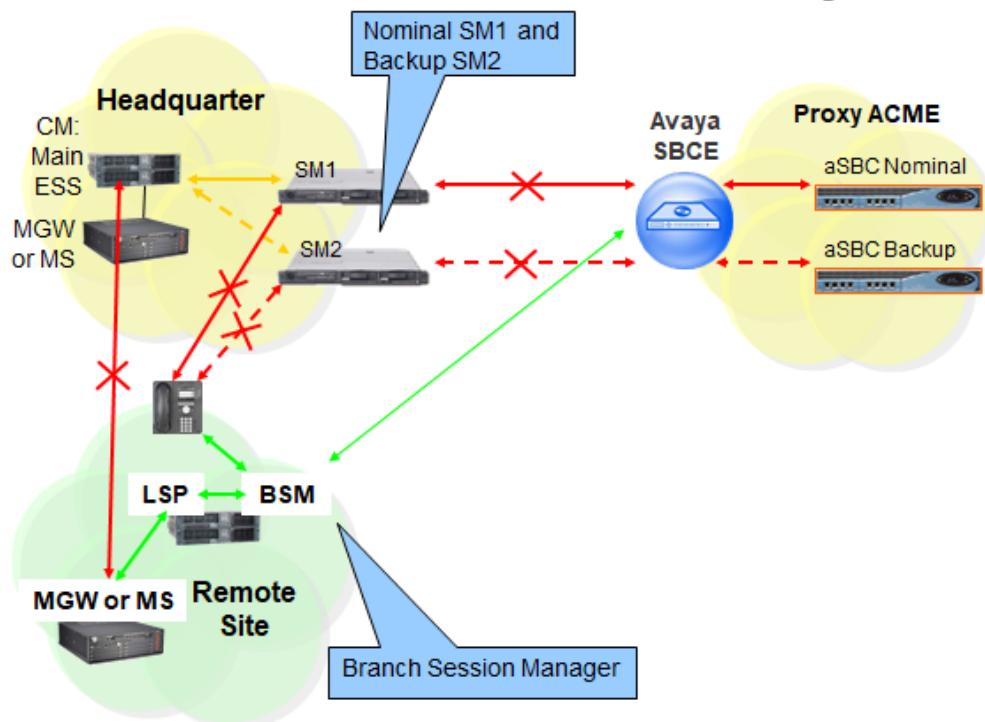 Nominal SM1 and
Backup SM2
Headquarter
CM:
Main
ESS
MGW
or MS
SM1
SM2
Avaya
SBCE
Proxy ACME
aSBC Nominal
aSBC Backup
LSP
BSM
MGW or MS
Remote
Site
Branch Session Manager